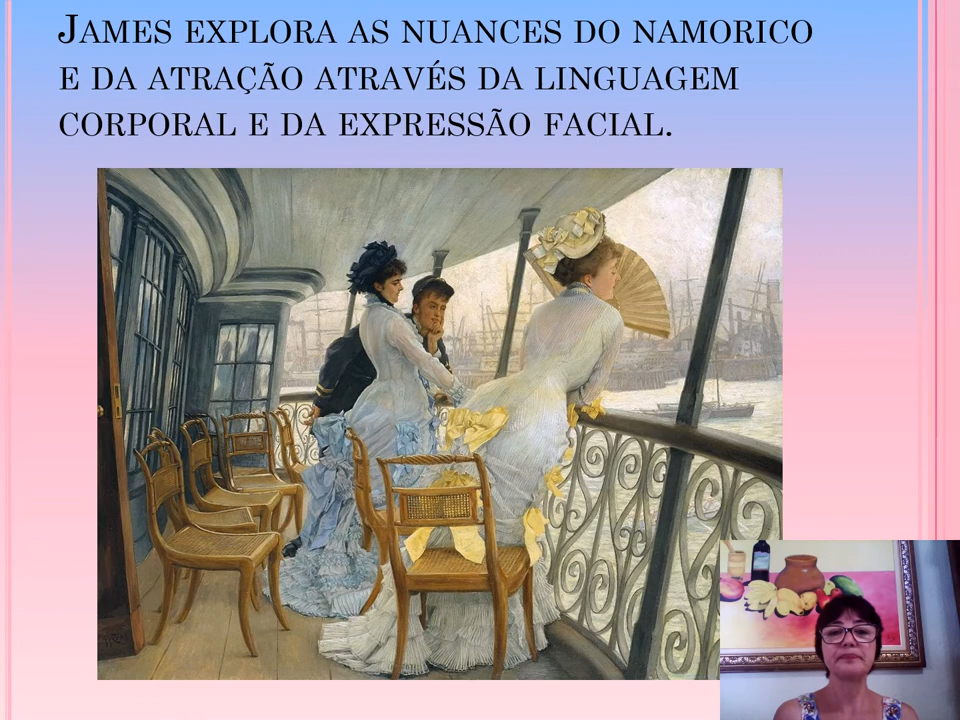 James explora as nuances do namorico
e da atração através da linguagem
corporal e da expressão facial.